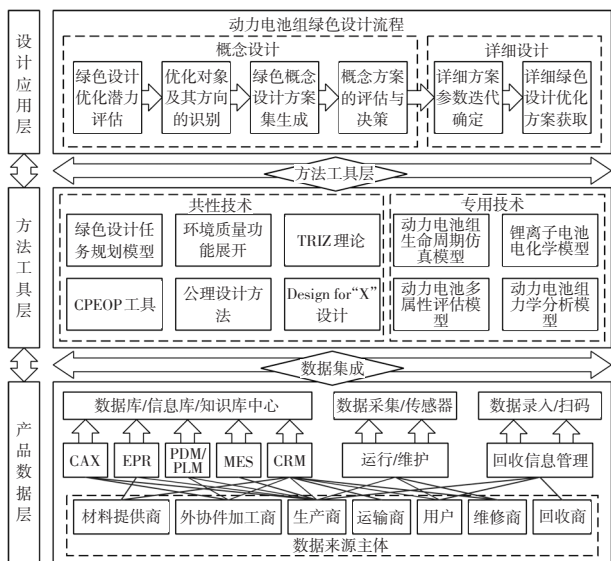 设计应用层
动力电池组绿色设计流程
概念设计
详细设计
绿色设计
优化潜力
评估
优化对象
及其方向
的识别
绿色概念
设计方案
集生成
概念方案
的评估与
决策
详细方案
参数迭代
确定
详细绿色
设计优化
方案获取
方法工具层
方法工具层
共性技术
专用技术
绿色设计任
务规划模型
环境质量功
能展开
TRIZ理论
动力电池组
生命周期仿
真模型
锂离子电池
电化学模型
CPEOP工具
公理设计方
法
Design for“X”
设计
动力电池多
属性评估模
型
动力电池组
力学分析模
型
数据集成
产品数据层
数据库/信息库/知识库中心
数据采集/传感器
数据录入/扫码
CAX
EPR
PDM/
PLM
MES
CRM
运行/维护
回收信息管理
材料提供商
外协件加工商
生产商
运输商
用户
维修商
回收商
数据来源主体